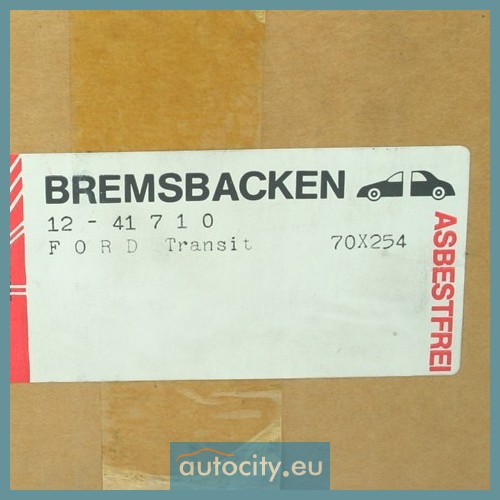 BREMSBACKEN
12 - 41 7 1 0
F O R D Transit 70X254
ASBESTFREI
autocity.eu